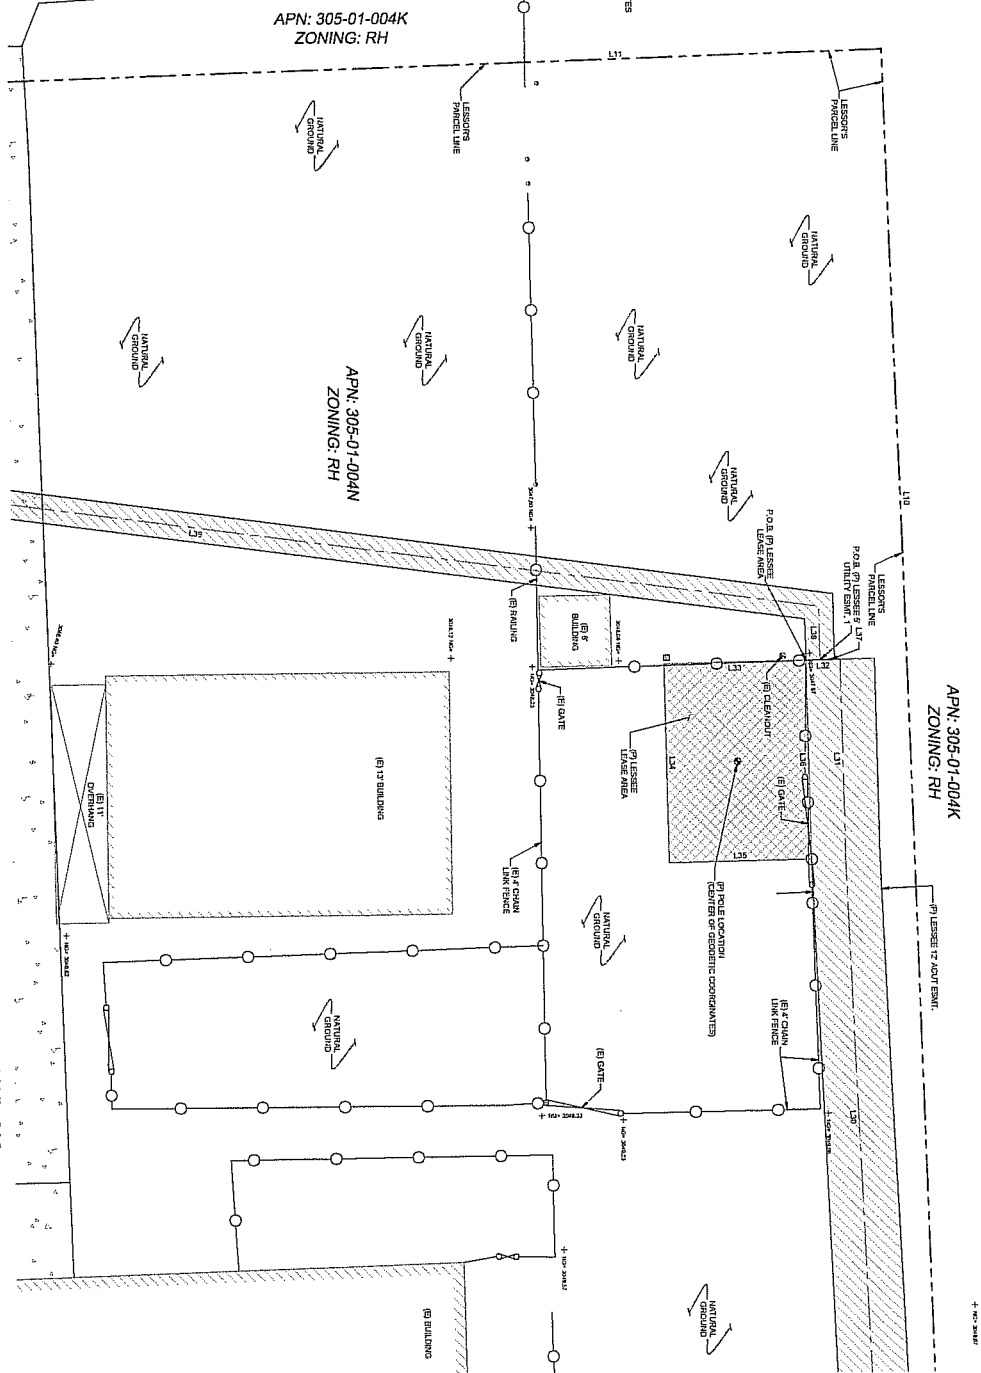 APN: 305-01-004K
ZONING: RH
ES
L11
LESSOR'S
PARCEL LINE
LESSOR'S
PARCEL LINE
NATURAL
GROUND
NATURAL
GROUND
NATURAL
GROUND
NATURAL
GROUND
NATURAL
GROUND
APN: 305-01-004N
ZONING: RH
NATURAL
GROUND
L10
LESSOR'S
PARCEL LINE
P.O.B. (P) LESSEE
LEASE AREA
P.O.B. (P) LESSEE 5'
UTILITY ESMT. 1
L37
L39
L38
L32
L33
(E) RAILING
(E) 6'
BUILDING
(E) CLEANOUT
APN: 305-01-004K
ZONING: RH
(E) GATE
(P) LESSEE
LEASE AREA
L34
L36
L31
(E) GATE
L35
(E) 13' BUILDING
(E) 11'
OVERHANG
(E) 4' CHAIN
LINK FENCE
(P) POLE LOCATION
(CENTER OF GEODETIC COORDINATES)
(P) LESSEE 12' ACUT ESMT.
NATURAL
GROUND
(E) 4' CHAIN
LINK FENCE
NATURAL
GROUND
(E) GATE
L30
NATURAL
GROUND
(E) BUILDING